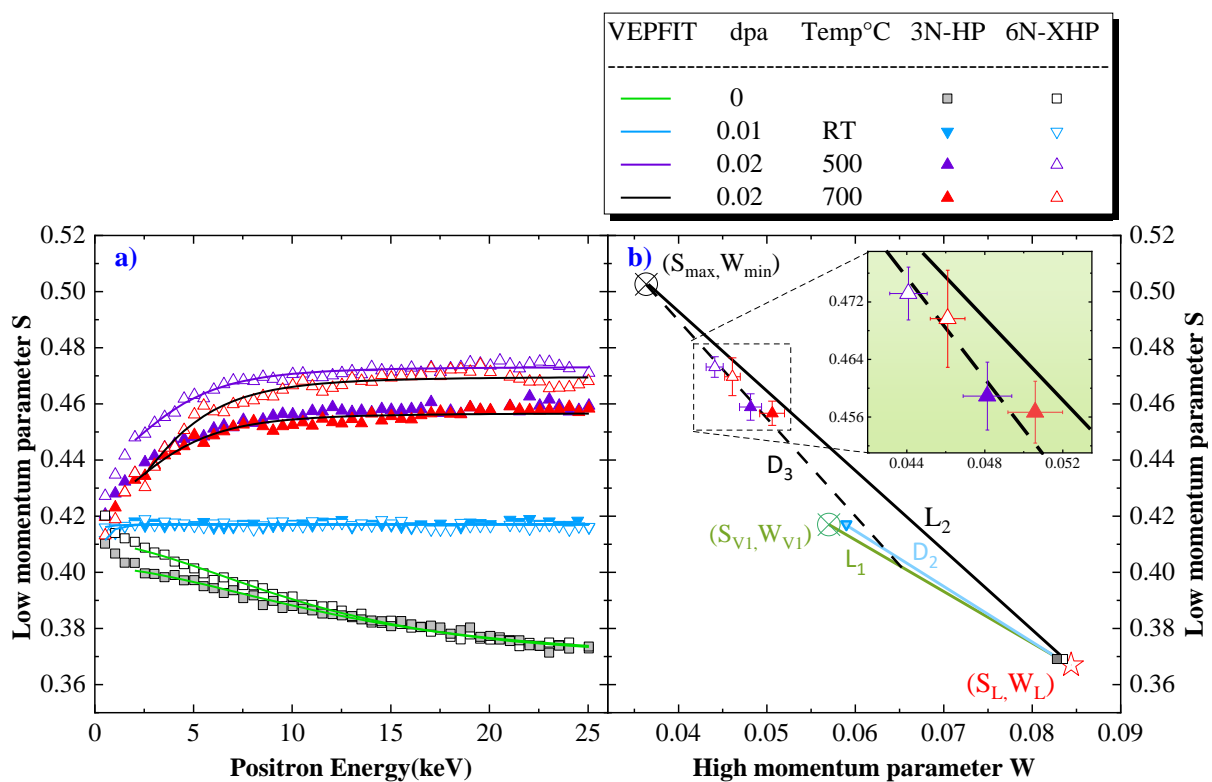 VEPFIT dpa Temp°C 3N-HP 6N-XHP
0
0.01 RT
0.02 500
0.02 700
a)
0.52
0.50
0.48
0.46
0.44
0.42
0.40
0.38
0.36
Low momentum parameter S
0 5 10 15 20 25
Positron Energy(keV)
b)
(Smax,Wmin)
D3
L2
(SV1,WV1)
L1
D2
(SL,WL)
0.472
0.464
0.456
0.044 0.048 0.052
0.52
0.50
0.48
0.46
0.44
0.42
0.40
0.38
0.36
Low momentum parameter S
0.04 0.05 0.06 0.07 0.08 0.09
High momentum parameter W